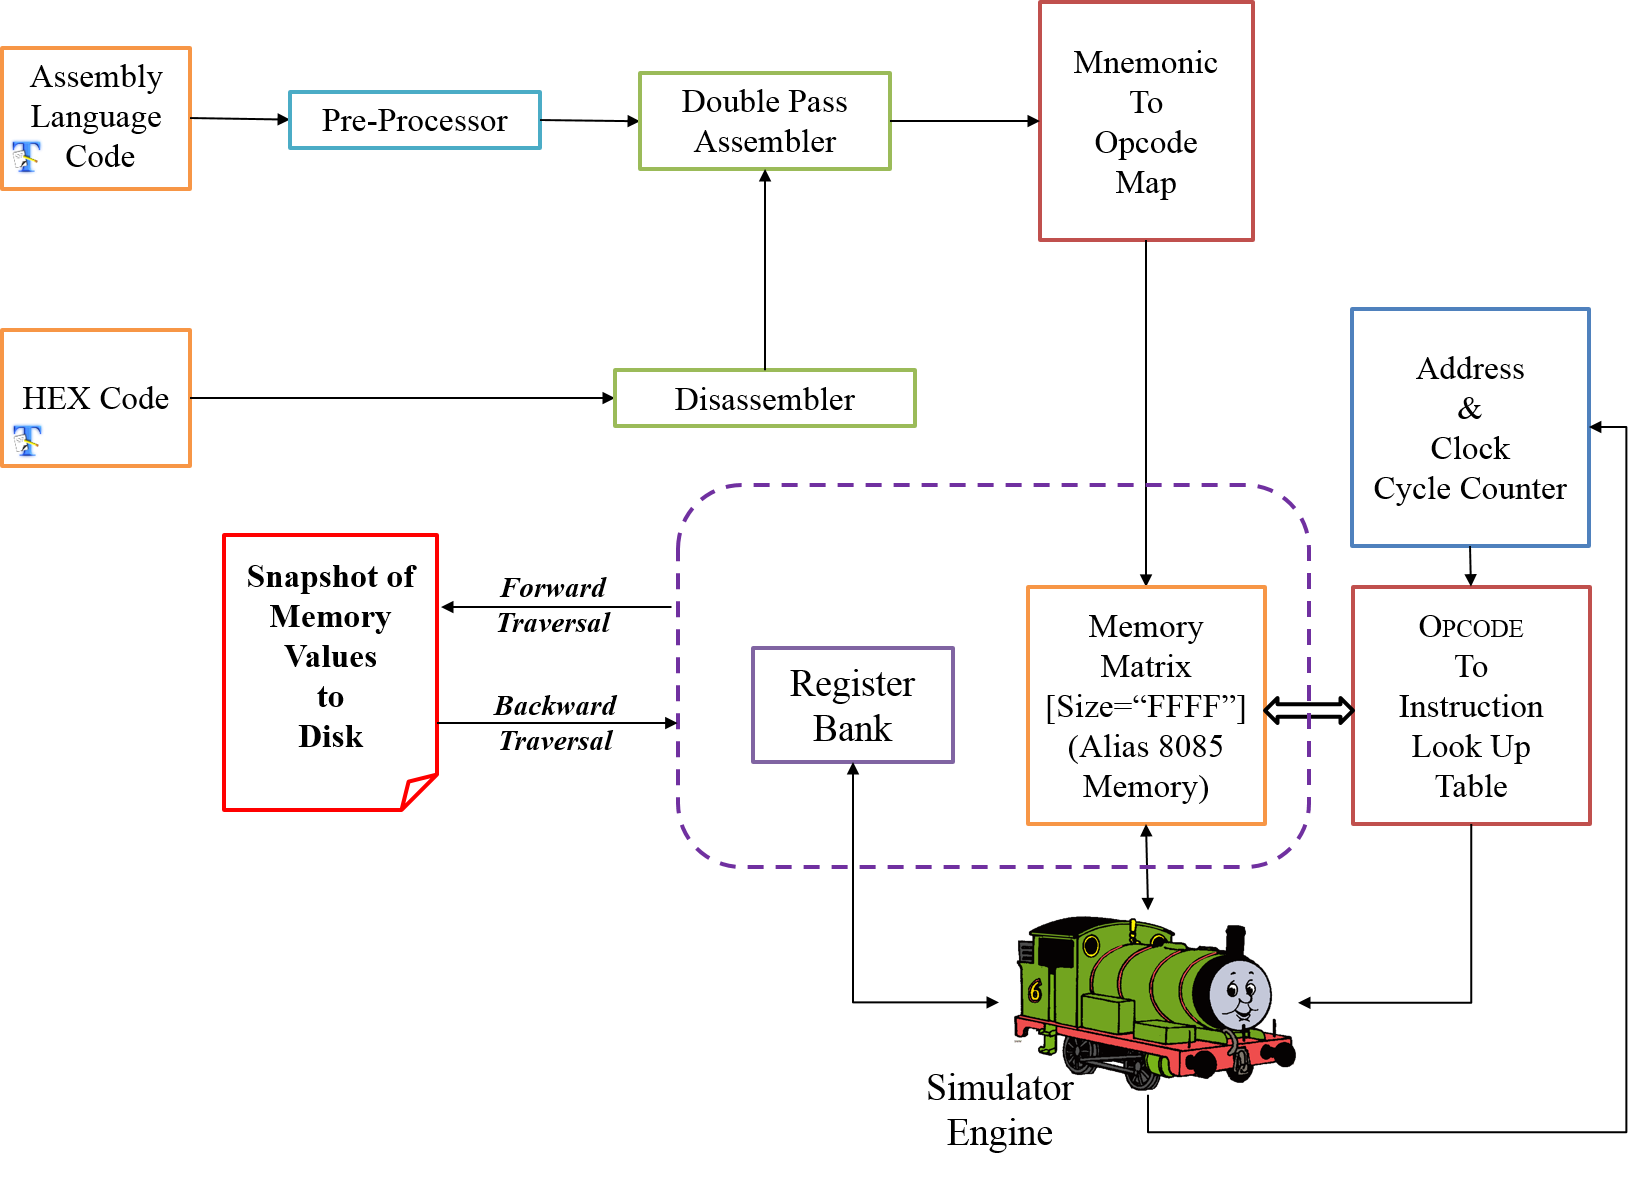 Assembly
Language
Code
Pre-Processor
Double Pass
Assembler
Mnemonic
To
Opcode
Map
HEX Code
Disassembler
Address
&
Clock
Cycle Counter
Snapshot of
Memory
Values
to
Disk
Forward
Traversal
Backward
Traversal
Register
Bank
Memory
Matrix
[Size=“FFFF”]
(Alias 8085
Memory)
OPCODE
To
Instruction
Look Up
Table
6
Simulator
Engine